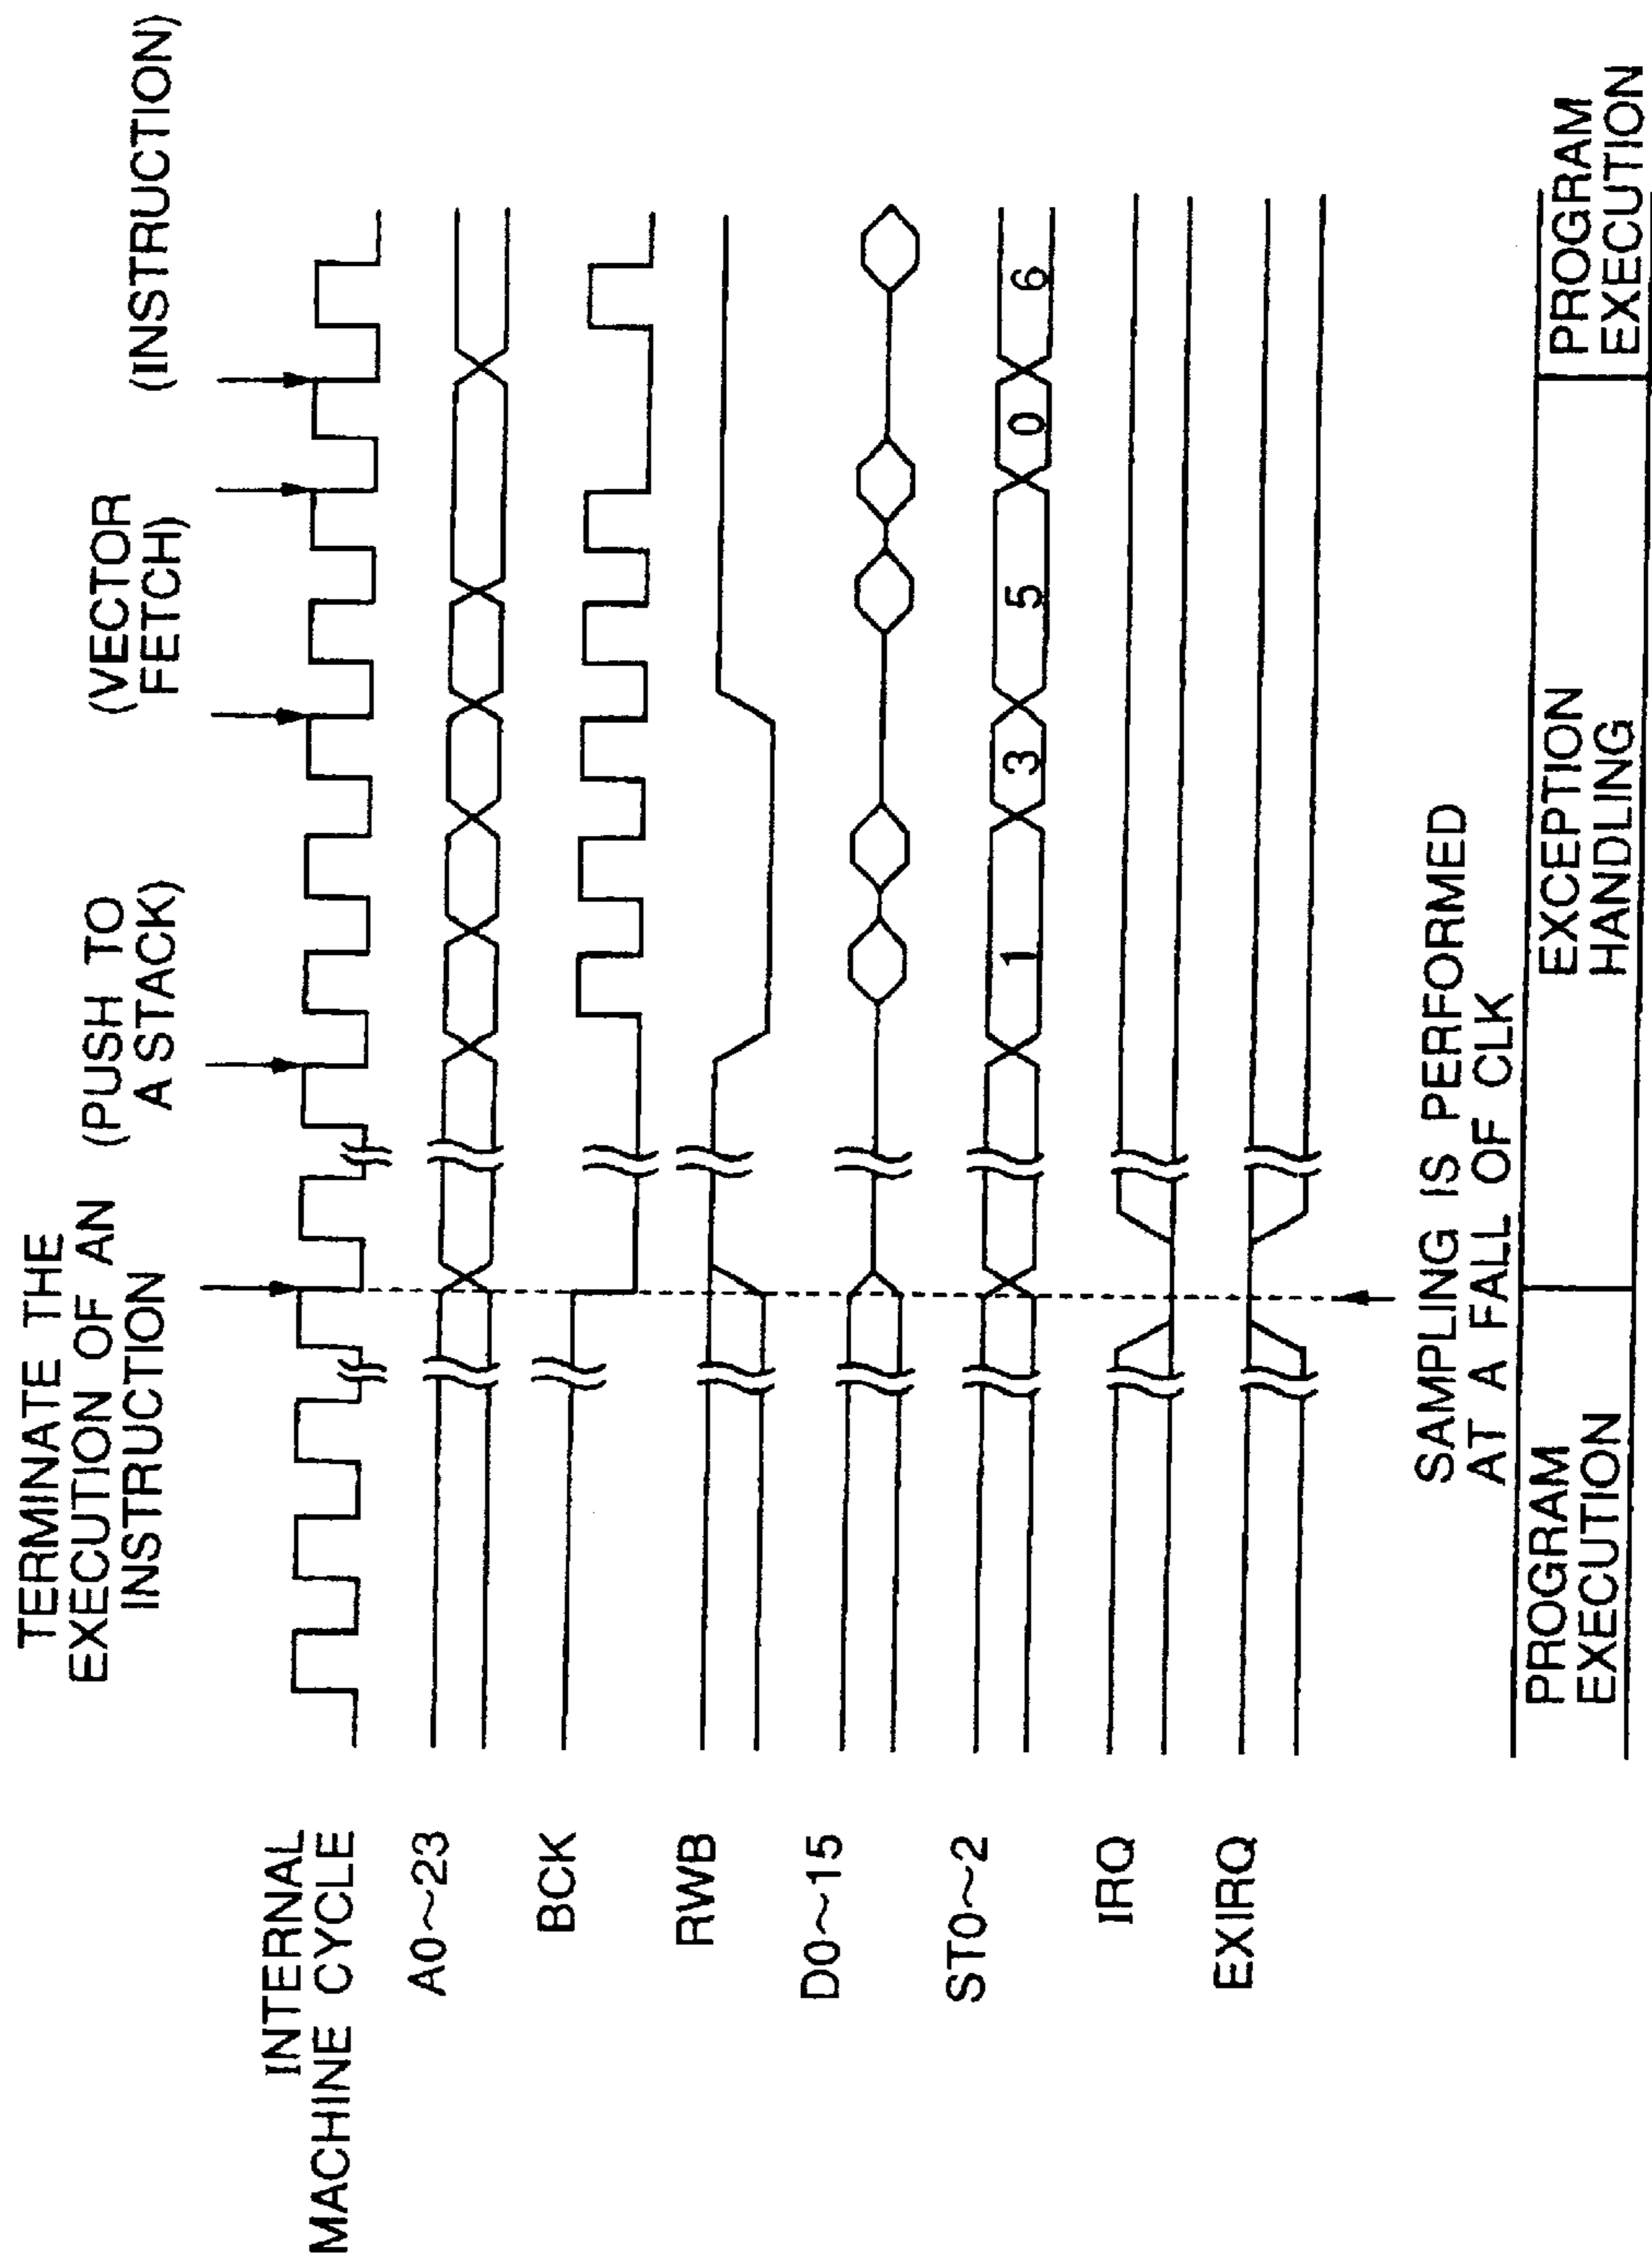 TERMINATE THE
EXECUTION OF AN
INSTRUCTION
(PUSH TO
A STACK)
(VECTOR
FETCH)
(INSTRUCTION)
INTERNAL
MACHINE CYCLE
A0~23
BCK
RWB
D0~15
ST0~2
1 3 5 0 6
IRQ
EXIRQ
SAMPLING IS PERFORMED
AT A FALL OF CLK
PROGRAM
EXECUTION
EXCEPTION
HANDLING
PROGRAM
EXECUTION